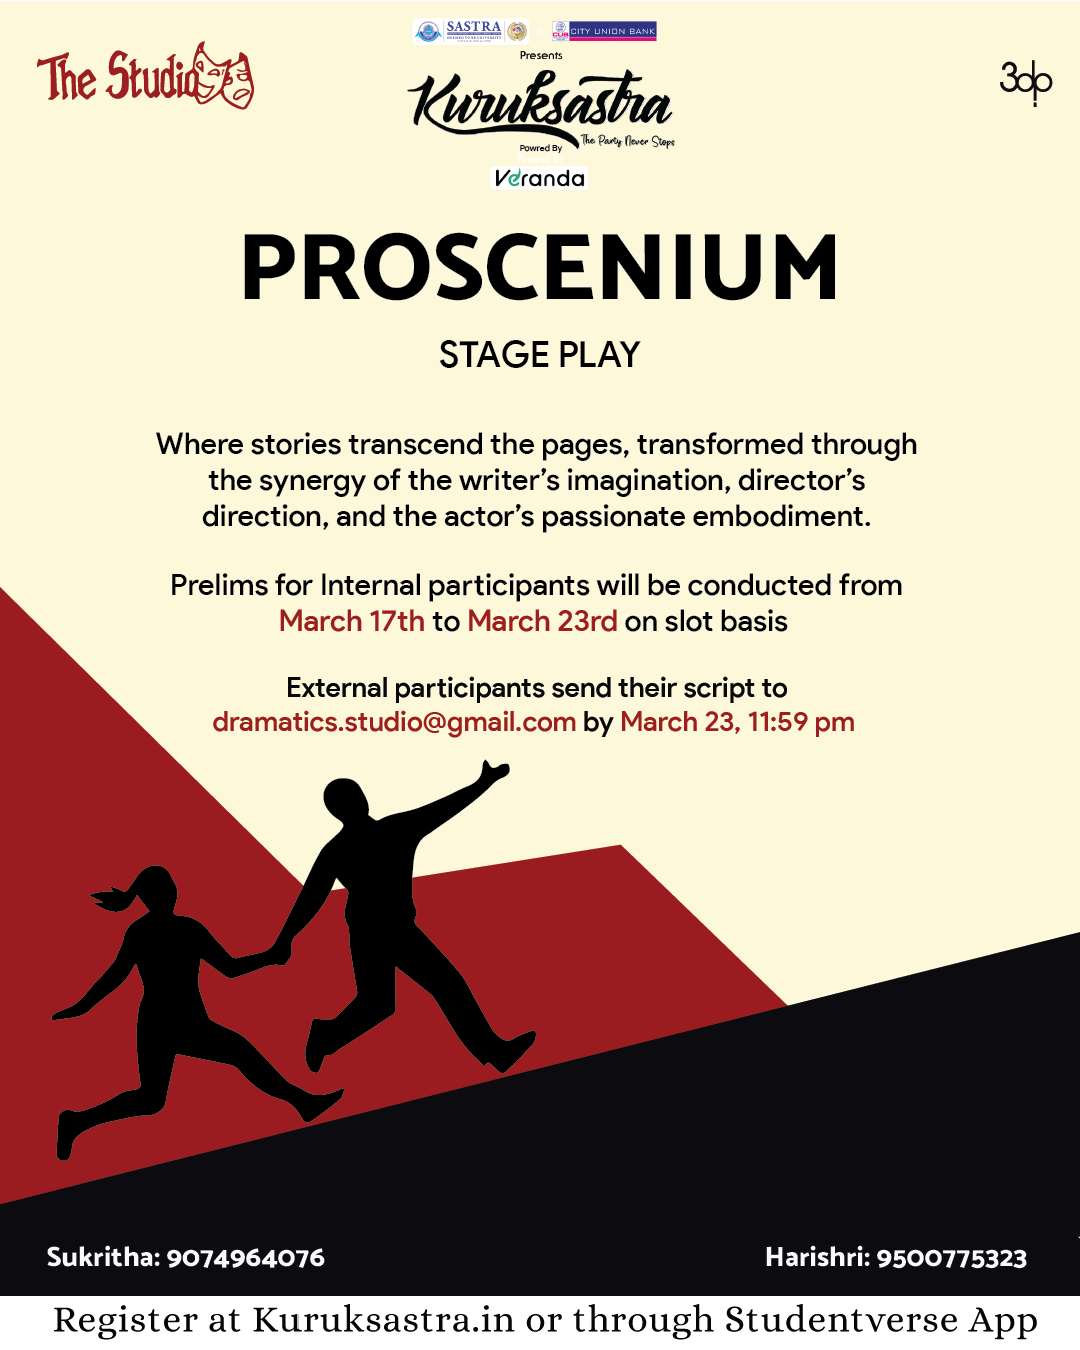 The Studio
SASTRA
CITY UNION BANK
CUB
Presents
Kuruksastra
The Party Never Stops
Powred By
Veranda
3dp
PROSCENIUM
STAGE PLAY
Where stories transcend the pages, transformed through
the synergy of the writer’s imagination, director’s
direction, and the actor’s passionate embodiment.
Prelims for Internal participants will be conducted from
March 17th to March 23rd on slot basis
External participants send their script to
dramatics.studio@gmail.com by March 23, 11:59 pm
Sukritha: 9074964076
Harishri: 9500775323
Register at Kuruksastra.in or through Studentverse App